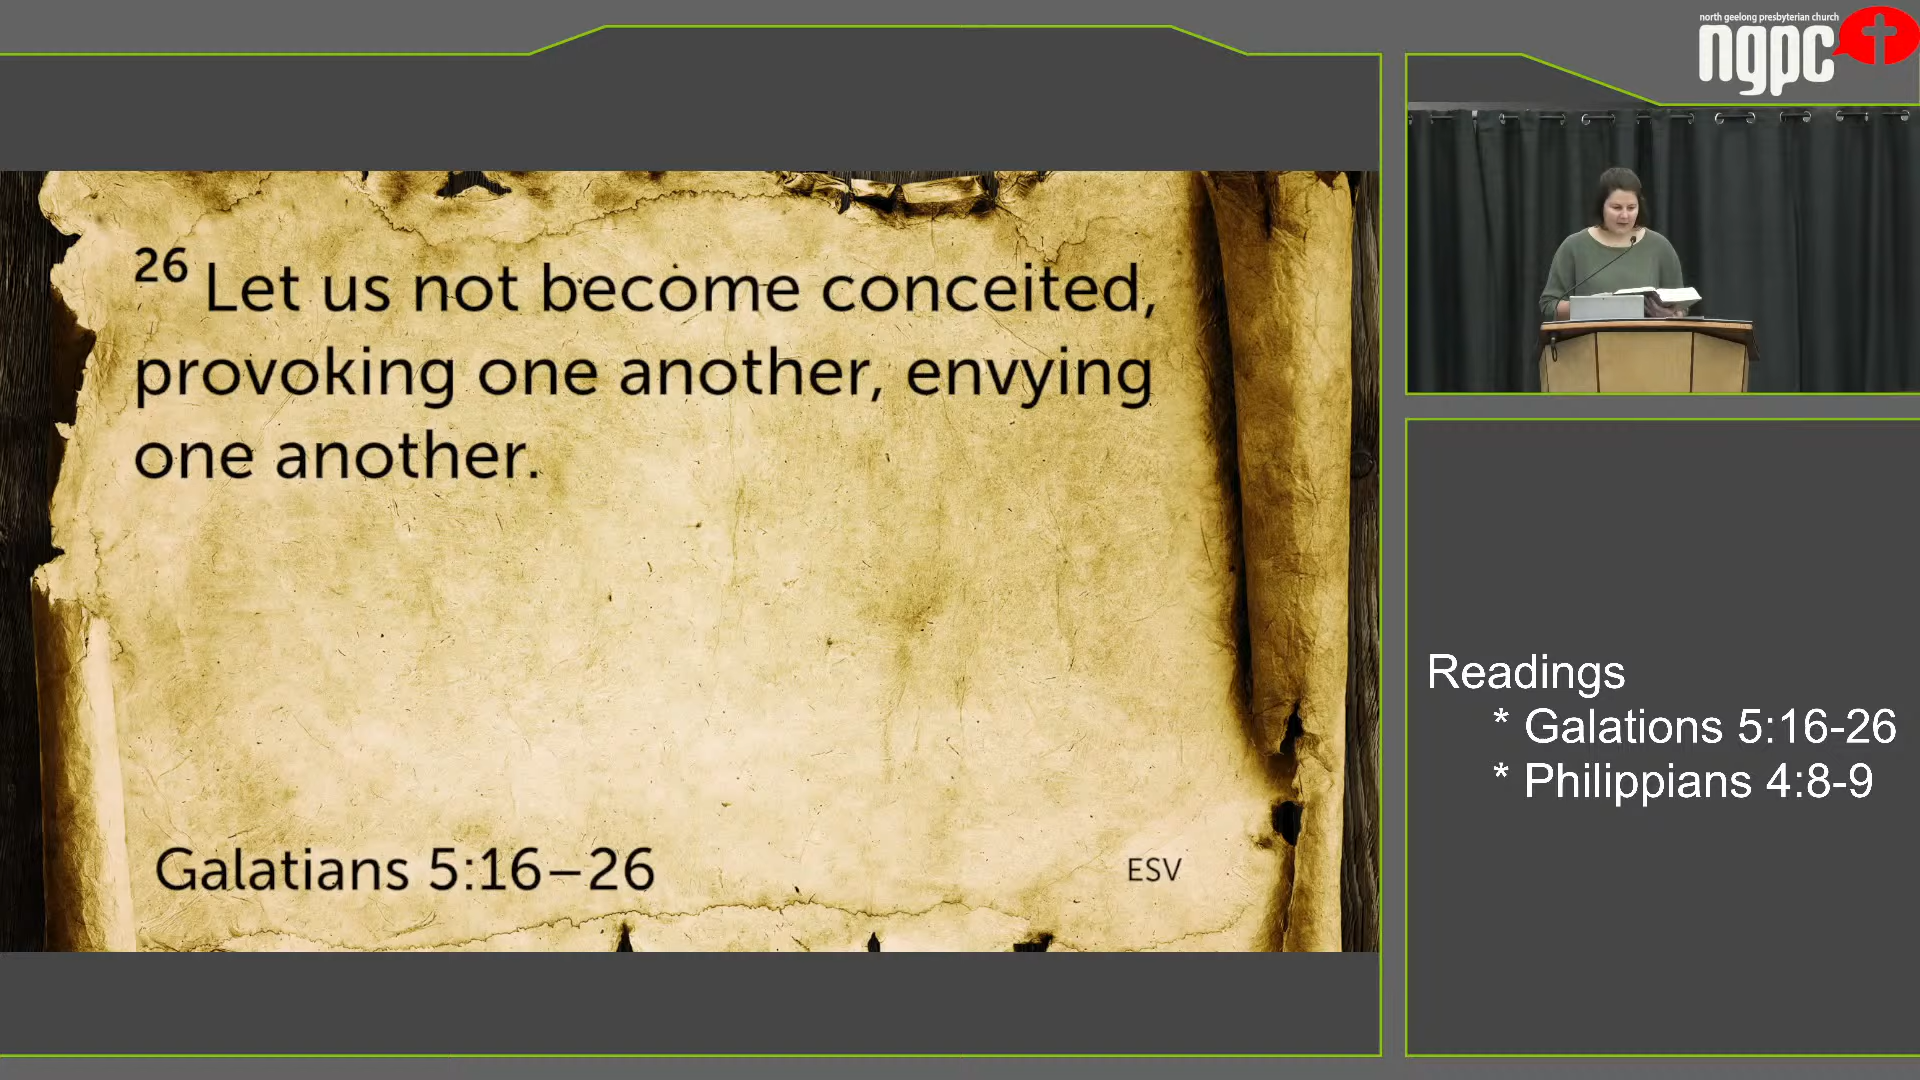 north geelong presbyterian church
ngpc
26 Let us not become conceited,
provoking one another, envying
one another.
Galatians 5:16–26
ESV
Readings
* Galations 5:16-26
* Philippians 4:8-9